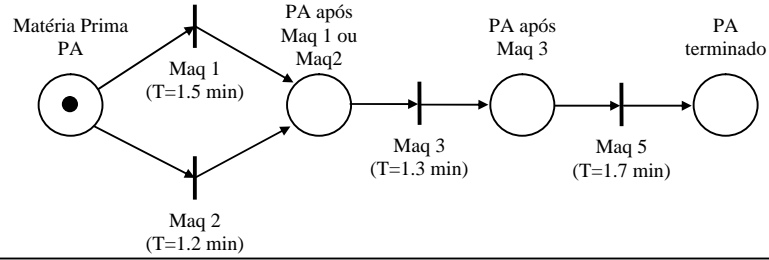 Matéria Prima
PA
Maq 1
(T=1.5 min)
Maq 2
(T=1.2 min)
PA após
Maq 1 ou
Maq2
Maq 3
(T=1.3 min)
PA após
Maq 3
Maq 5
(T=1.7 min)
PA
terminado